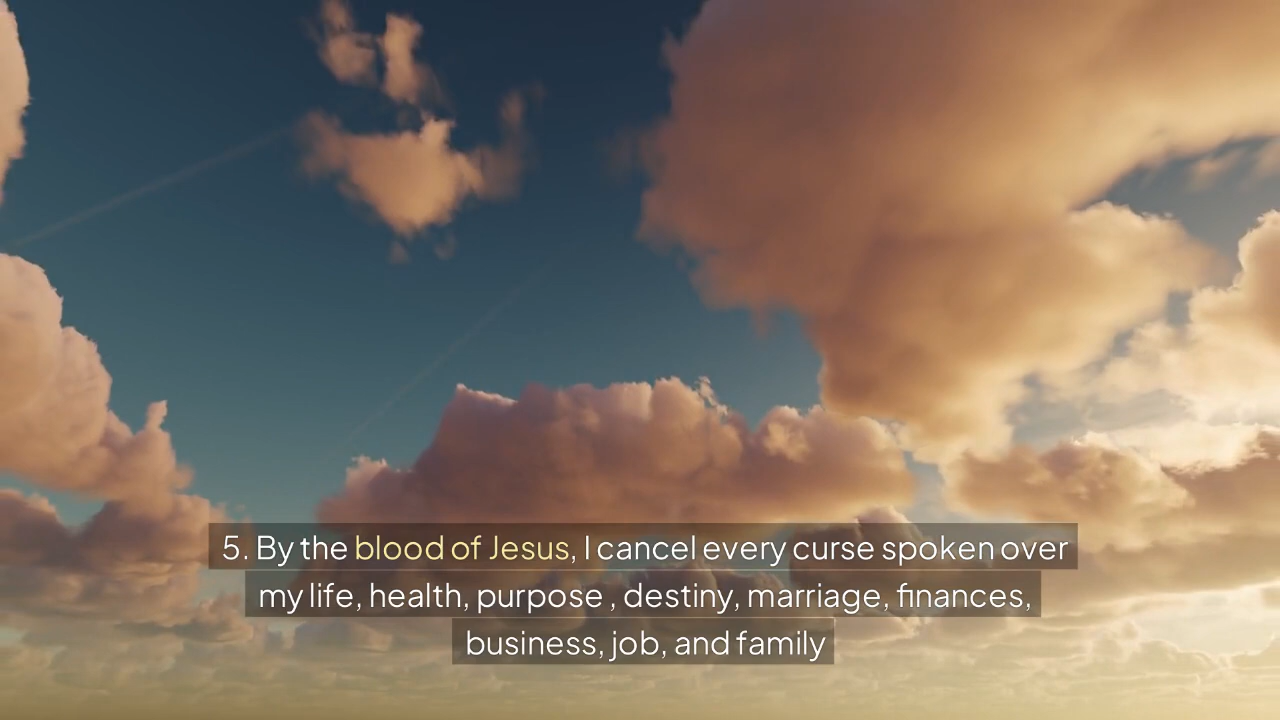 5. By the blood of Jesus, I cancel every curse spoken over
my life, health, purpose , destiny, marriage, finances,
business, job, and family